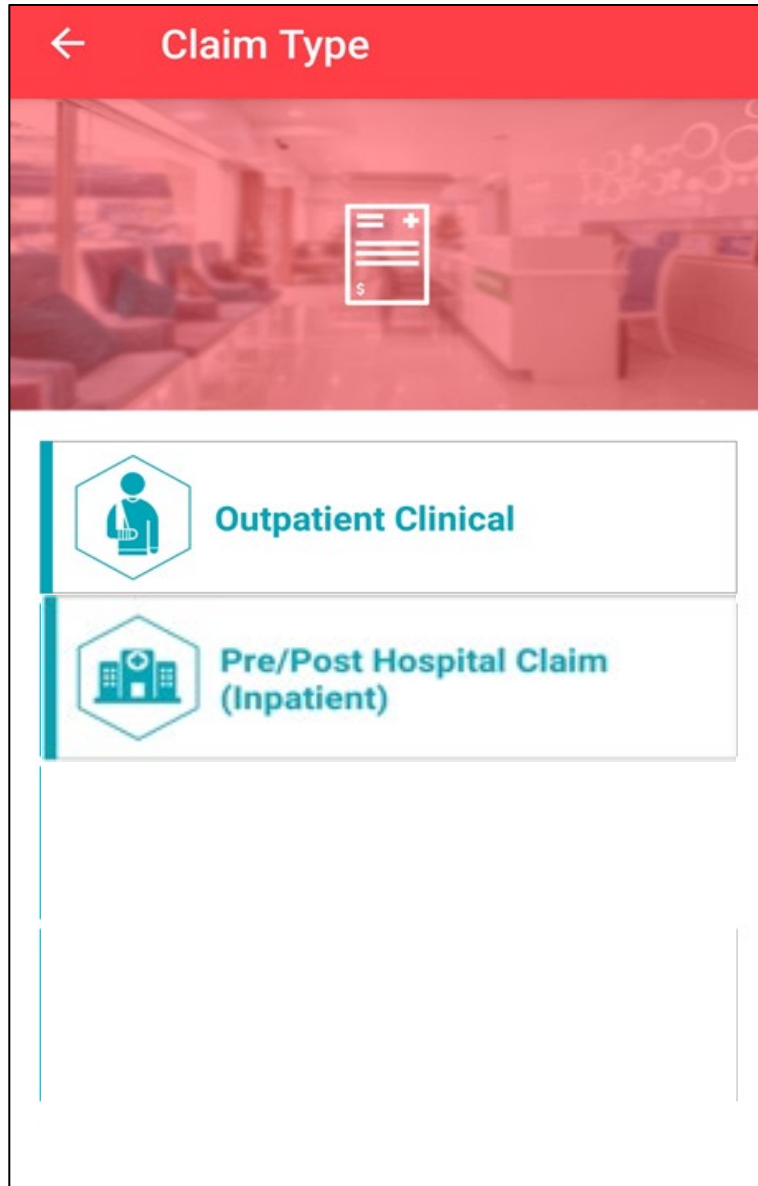 Claim Type
$
Outpatient Clinical
Pre/Post Hospital Claim
(Inpatient)